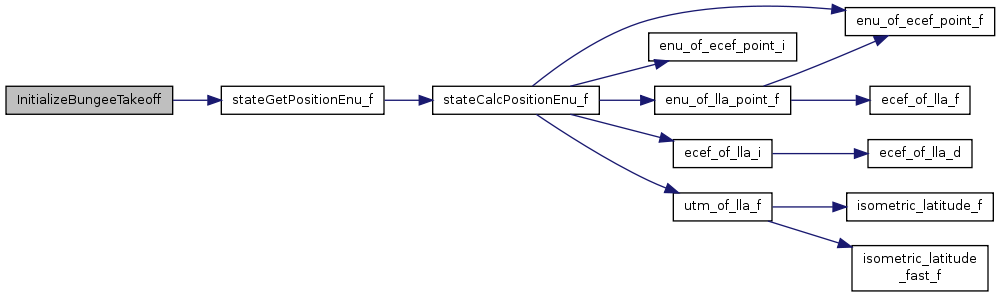 InitializeBungeeTakeoff
stateGetPositionEnu_f
stateCalcPositionEnu_f
enu_of_ecef_point_f
enu_of_ecef_point_i
enu_of_lla_point_f
ecef_of_lla_f
ecef_of_lla_i
ecef_of_lla_d
utm_of_lla_f
isometric_latitude_f
isometric_latitude
_fast_f